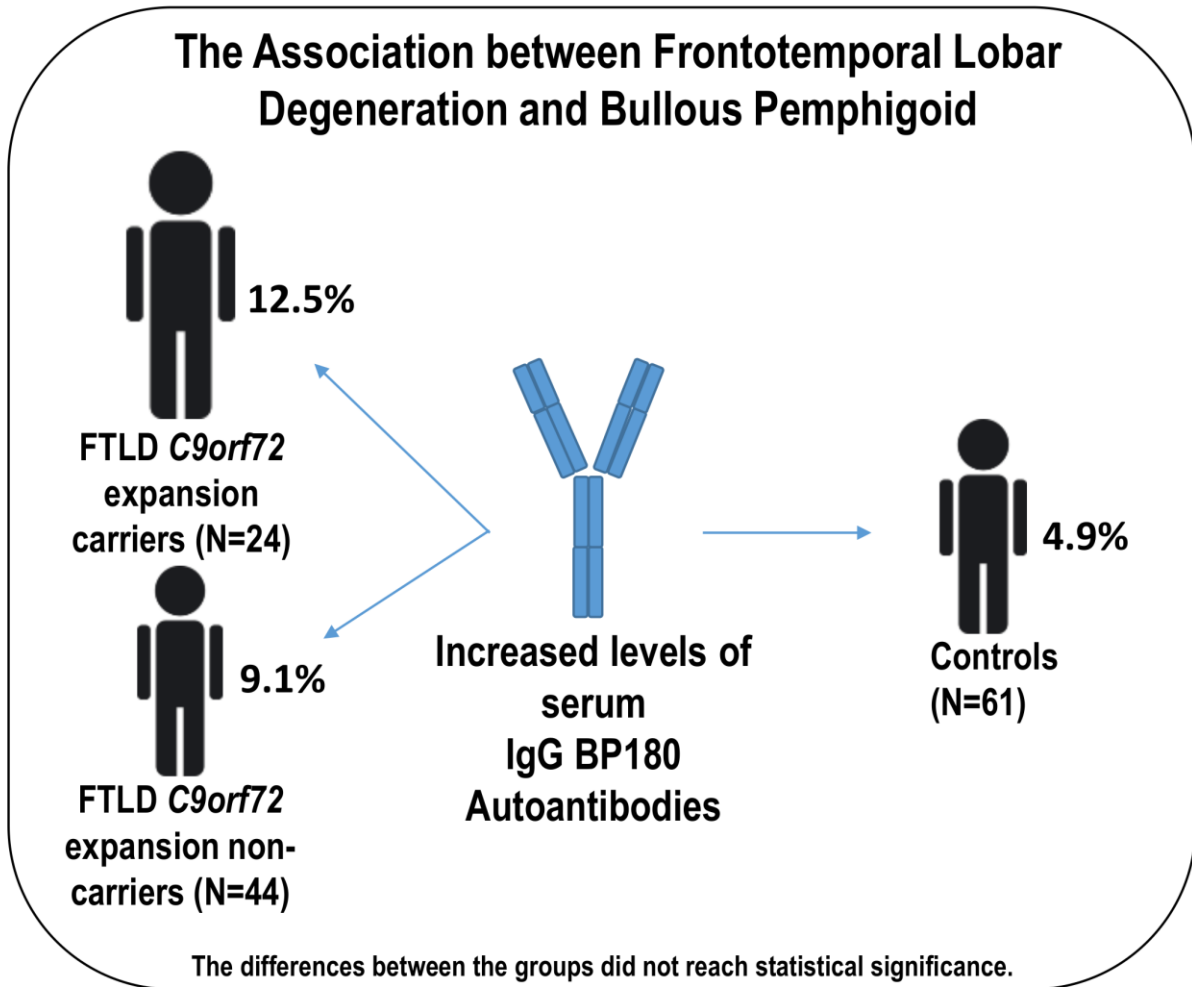 The Association between Frontotemporal Lobar
Degeneration and Bullous Pemphigoid
12.5%
FTLD C9orf72
expansion
carriers (N=24)
9.1%
FTLD C9orf72
expansion non-
carriers (N=44)
Increased levels of
serum
IgG BP180
Autoantibodies
4.9%
Controls
(N=61)
The differences between the groups did not reach statistical significance.